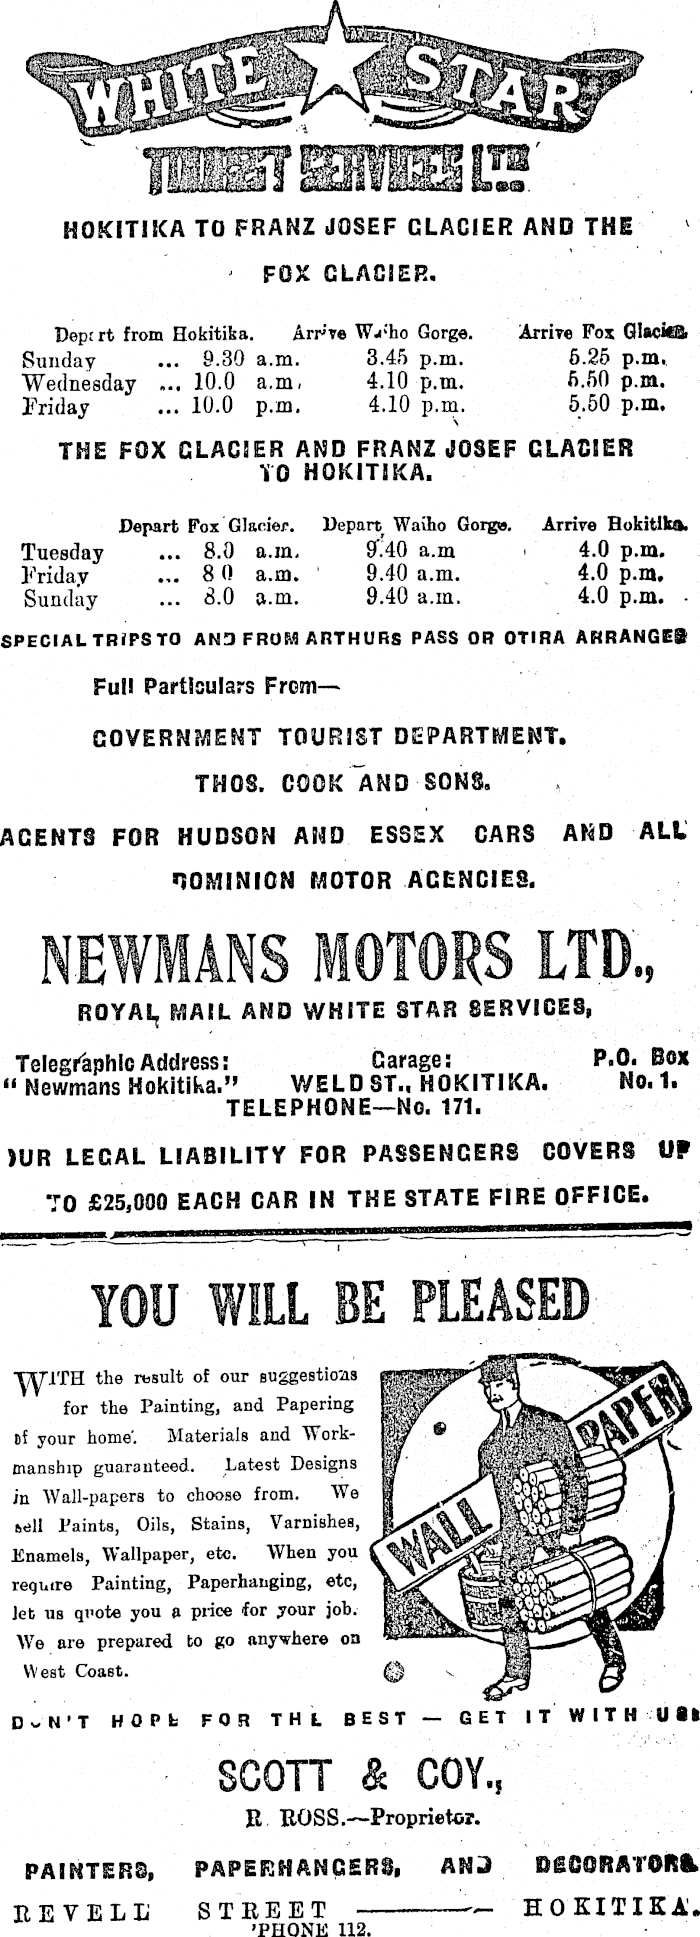 WHITE STAR
TOURIST SERVICES LTD
HOKITIKA TO FRANZ JOSEF GLACIER AND THE
FOX GLACIER.
Depart from Hokitika. Arrive Waiho Gorge. Arrive Fox Glacier.
Sunday ... 9.30 a.m. 3.45 p.m. 5.25 p.m.
Wednesday ... 10.0 a.m. 4.10 p.m. 5.50 p.m.
Friday ... 10.0 p.m. 4.10 p.m. 5.50 p.m.
THE FOX GLACIER AND FRANZ JOSEF GLACIER
TO HOKITIKA.
Depart Fox Glacier. Depart Waiho Gorge. Arrive Hokitika.
Tuesday ... 8.0 a.m. 9.40 a.m 4.0 p.m.
Friday ... 8 0 a.m. 9.40 a.m. 4.0 p.m.
Sunday ... 8.0 a.m. 9.40 a.m. 4.0 p.m.
SPECIAL TRIPS TO AND FROM ARTHURS PASS OR OTIRA ARRANGED
Full Particulars From—
GOVERNMENT TOURIST DEPARTMENT.
THOS. COOK AND SONS.
AGENTS FOR HUDSON AND ESSEX CARS AND ALL
DOMINION MOTOR AGENCIES.
NEWMANS MOTORS LTD.,
ROYAL MAIL AND WHITE STAR SERVICES,
Telegraphic Address: Garage: P.O. Box
"Newmans Hokitika." WELD ST., HOKITIKA. No. 1.
TELEPHONE—No. 171.
OUR LEGAL LIABILITY FOR PASSENGERS COVERS UP
TO £25,000 EACH CAR IN THE STATE FIRE OFFICE.
YOU WILL BE PLEASED
WITH the result of our suggestions
for the Painting, and Papering
of your home. Materials and Work-
manship guaranteed. Latest Designs
in Wall-papers to choose from. We
sell Paints, Oils, Stains, Varnishes,
Enamels, Wallpaper, etc. When you
require Painting, Paperhanging, etc,
let us quote you a price for your job.
We are prepared to go anywhere on
West Coast.
WALL PAPER
DON'T HOPE FOR THE BEST — GET IT WITH US!
SCOTT & COY.,
R. ROSS.—Proprietor.
PAINTERS, PAPERHANGERS, AND DECORATORS.
REVELL STREET ——— HOKITIKA.
'PHONE 112.